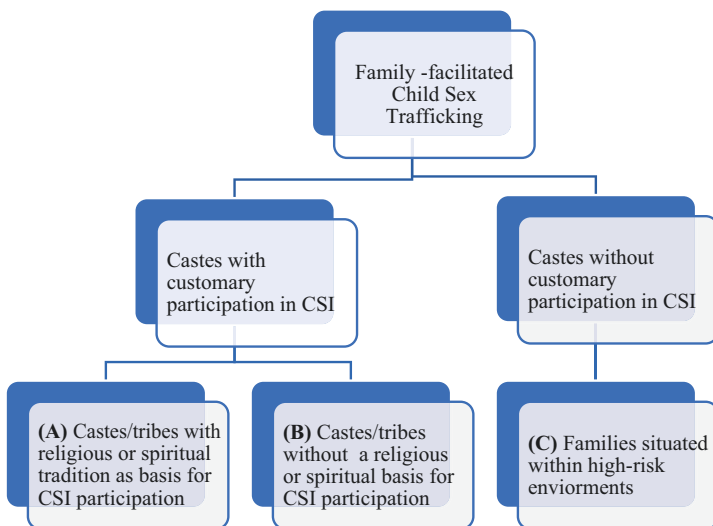 Family -facilitated
Child Sex
Trafficking
Castes with
customary
participation in CSI
Castes without
customary
participation in CSI
(A) Castes/tribes with
religious or spiritual
tradition as basis for
CSI participation
(B) Castes/tribes
without a religious
or spiritual basis for
CSI participation
(C) Families situated
within high-risk
enviorments